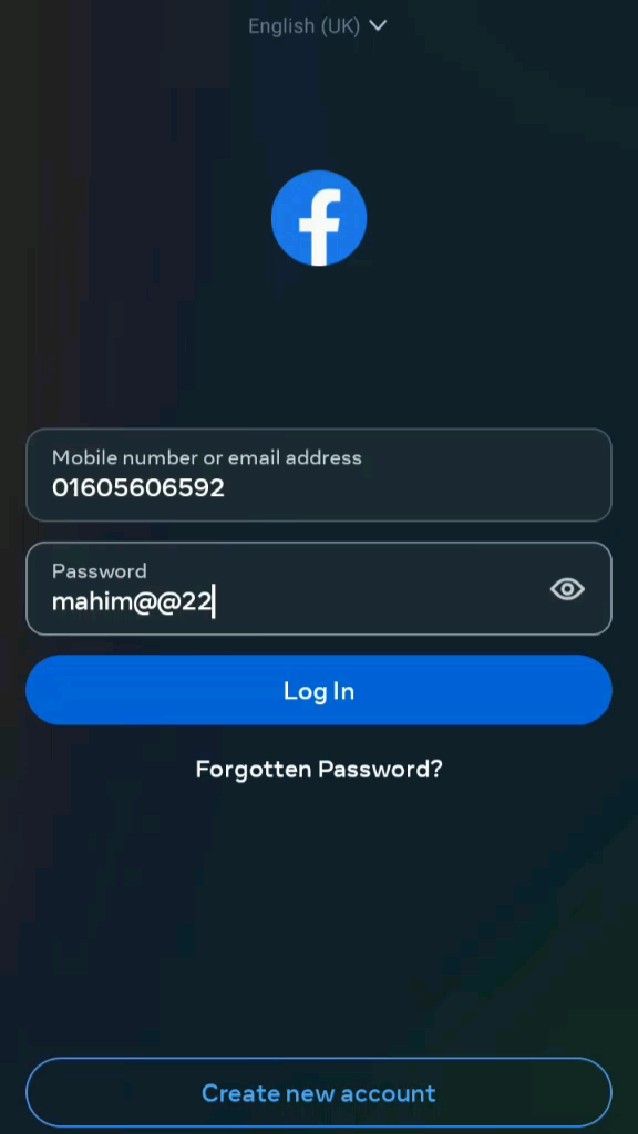 English (UK)
Mobile number or email address
01605606592
Password
mahim@@22
Log In
Forgotten Password?
Create new account